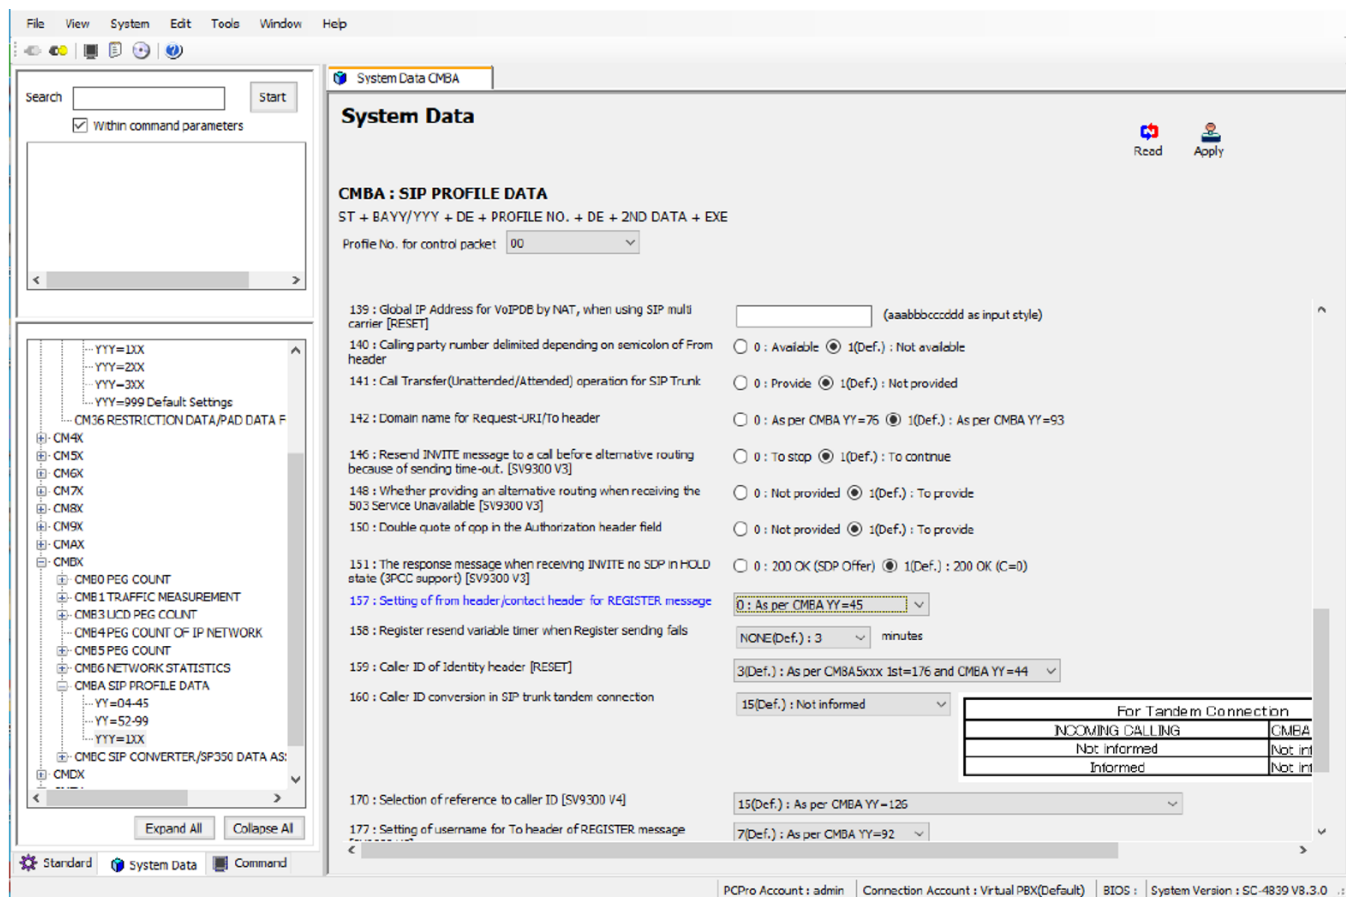 File View System Edit Tools Window Help
Search Start
Within command parameters
YYY=1XX
YYY=2XX
YYY=3XX
YYY=999 Default Settings
CM36 RESTRICTION DATA/PAD DATA F
CM4X
CM5X
CM6X
CM7X
CM8X
CM9X
CMAX
CMBX
CMB0 PEG COUNT
CMB1 TRAFFIC MEASUREMENT
CMB3 UCD PEG COUNT
CMB4 PEG COUNT OF IP NETWORK
CMB5 PEG COUNT
CMB6 NETWORK STATISTICS
CMBA SIP PROFILE DATA
YY=04-45
YY=52-99
YYY=1XX
CMBC SIP CONVERTER/SP350 DATA AS
CMDX
Expand All Collapse All
Standard System Data Command
System Data CMBA
System Data
Read Apply
CMBA : SIP PROFILE DATA
ST + BAYY/YYY + DE + PROFILE NO. + DE + 2ND DATA + EXE
Profile No. for control packet 00
139 : Global IP Address for VoIPDB by NAT, when using SIP multi
carrier [RESET] (aaabbbcccddd as input style)
140 : Calling party number delimited depending on semicolon of From
header 0 : Available 1(Def.) : Not available
141 : Call Transfer(Unattended/Attended) operation for SIP Trunk 0 : Provide 1(Def.) : Not provided
142 : Domain name for Request-URI/To header 0 : As per CMBA YY=76 1(Def.) : As per CMBA YY=93
146 : Resend INVITE message to a call before alternative routing
because of sending time-out. [SV9300 V3] 0 : To stop 1(Def.) : To continue
148 : Whether providing an alternative routing when receiving the
503 Service Unavailable [SV9300 V3] 0 : Not provided 1(Def.) : To provide
150 : Double quote of qop in the Authorization header field 0 : Not provided 1(Def.) : To provide
151 : The response message when receiving INVITE no SDP in HOLD
state (3PCC support) [SV9300 V3] 0 : 200 OK (SDP Offer) 1(Def.) : 200 OK (C=0)
157 : Setting of from header/contact header for REGISTER message 0 : As per CMBA YY=45
158 : Register resend variable timer when Register sending fails NONE(Def.) : 3 minutes
159 : Caller ID of Identity header [RESET] 3(Def.) : As per CM8A5xxx 1st=176 and CMBA YY=44
160 : Caller ID conversion in SIP trunk tandem connection 15(Def.) : Not informed
For Tandem Connection
INCOMING CALLING CMBA
Not informed Not inf
Informed Not inf
170 : Selection of reference to caller ID [SV9300 V4] 15(Def.) : As per CMBA YY=126
177 : Setting of username for To header of REGISTER message 7(Def.) : As per CMBA YY=92
PCPro Account : admin Connection Account : Virtual PBX(Default) BIOS : System Version : SC-4839 V8.3.0